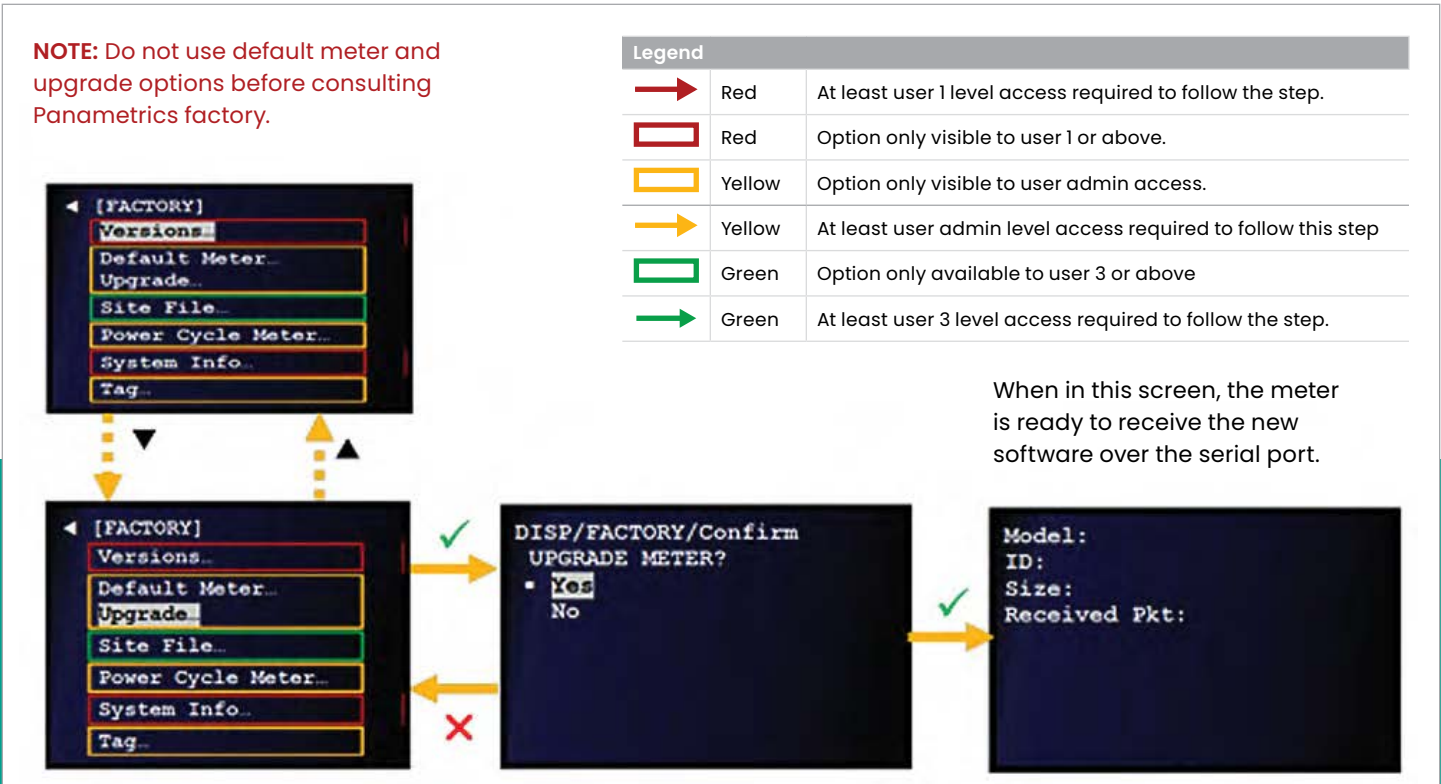 NOTE: Do not use default meter and
upgrade options before consulting
Panametrics factory.
Legend
Red At least user 1 level access required to follow the step.
Red Option only visible to user 1 or above.
Yellow Option only visible to user admin access.
Yellow At least user admin level access required to follow this step
Green Option only available to user 3 or above
Green At least user 3 level access required to follow the step.
[FACTORY]
Versions…
Default Meter…
Upgrade…
Site File…
Power Cycle Meter…
System Info…
Tag…
When in this screen, the meter
is ready to receive the new
software over the serial port.
[FACTORY]
Versions…
Default Meter…
Upgrade…
Site File…
Power Cycle Meter…
System Info…
Tag…
DISP/FACTORY/Confirm
UPGRADE METER?
Yes
No
Model:
ID:
Size:
Received Pkt: